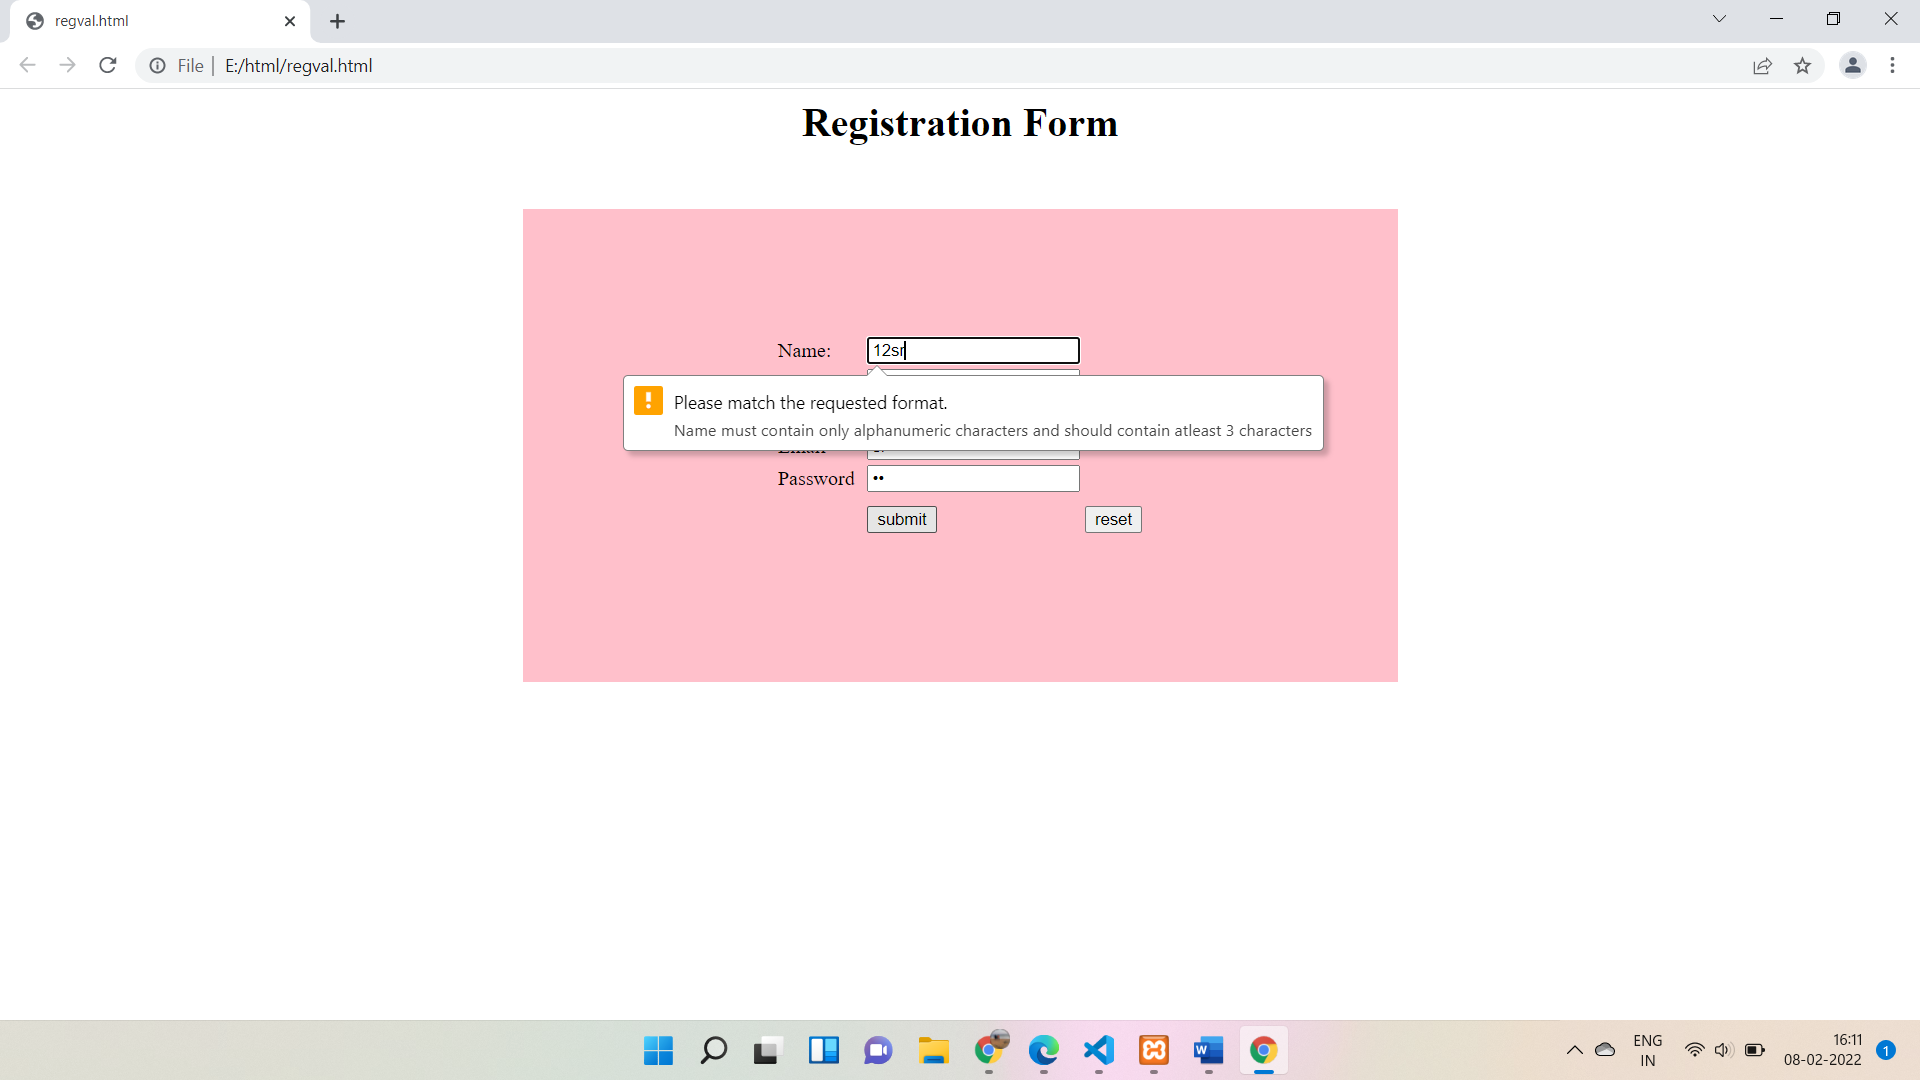 regval.html
File
E:/html/regval.html
Registration Form
Name:
12sr
Please match the requested format.
Name must contain only alphanumeric characters and should contain atleast 3 characters
Password
••
submit
reset
ENG
IN
16:11
08-02-2022
1